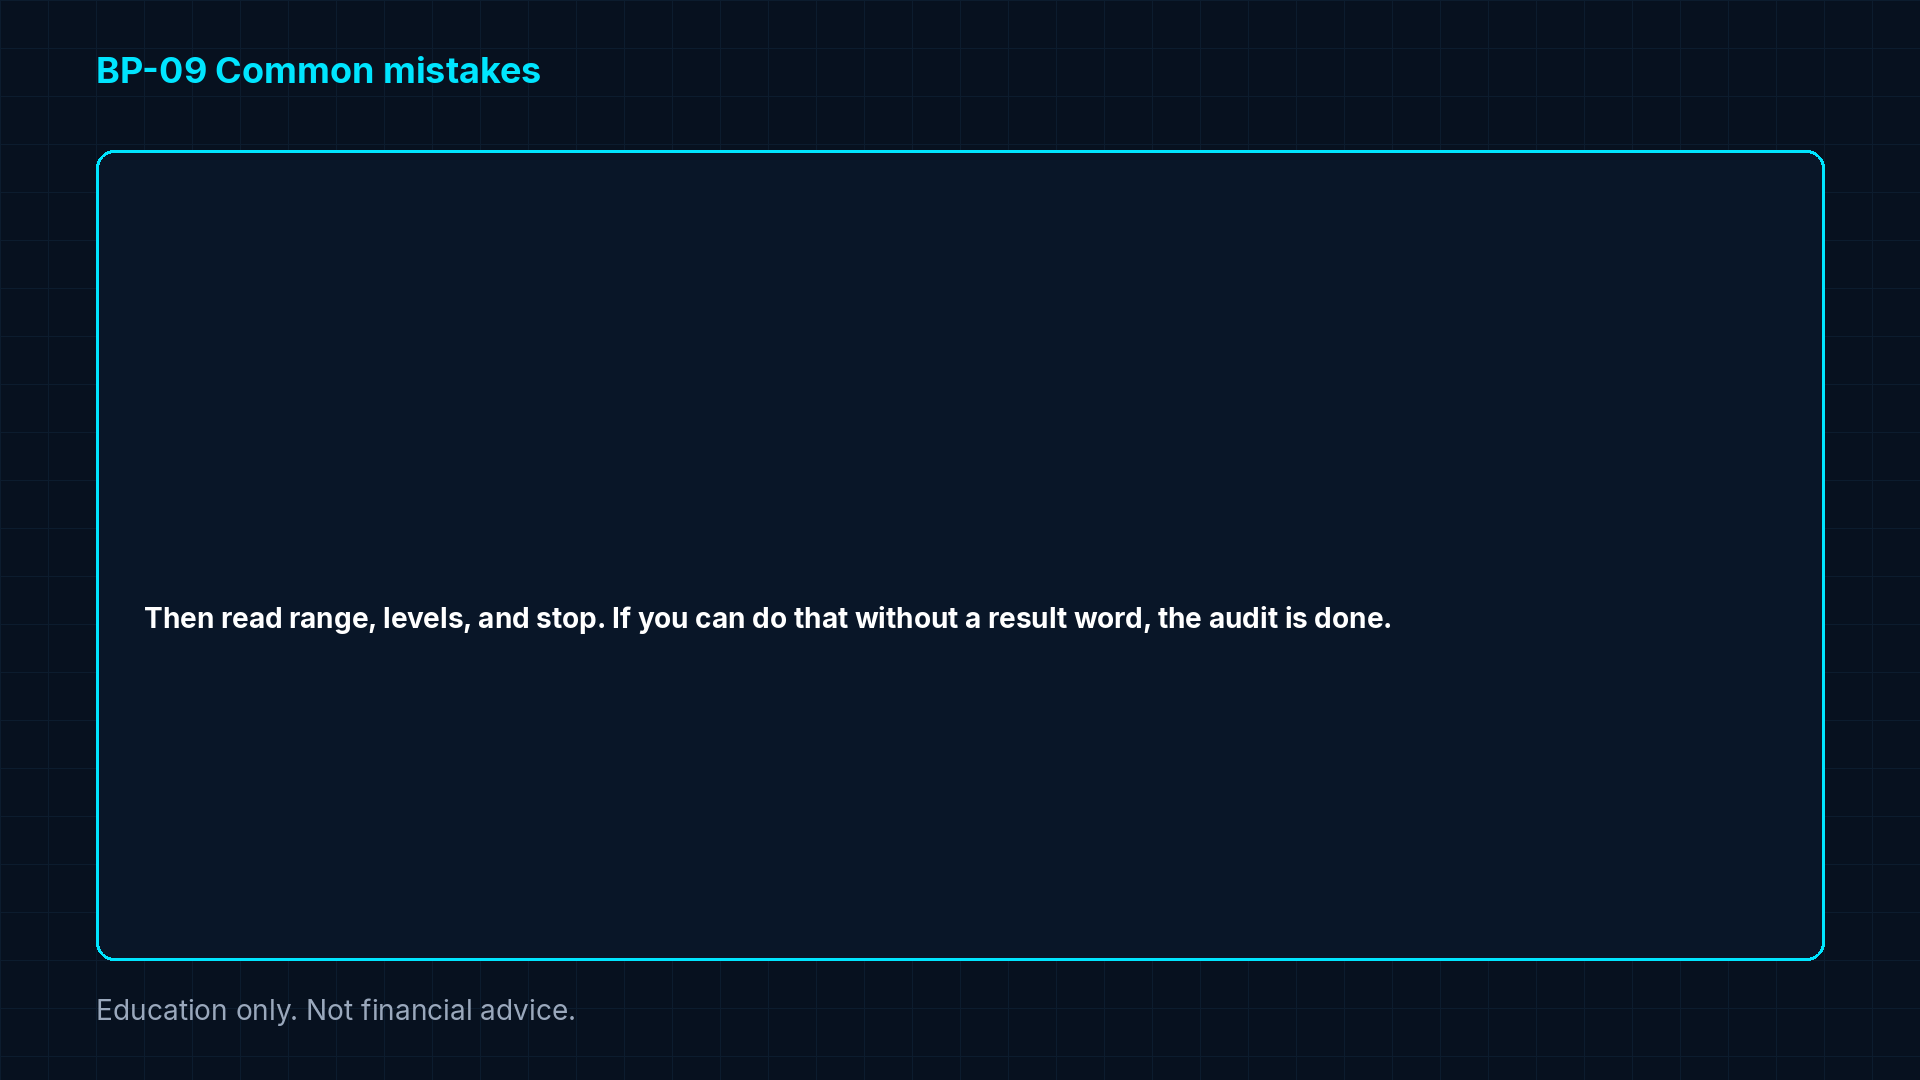 BP-09 Common mistakes
Then read range, levels, and stop. If you can do that without a result word, the audit is done.
Education only. Not financial advice.